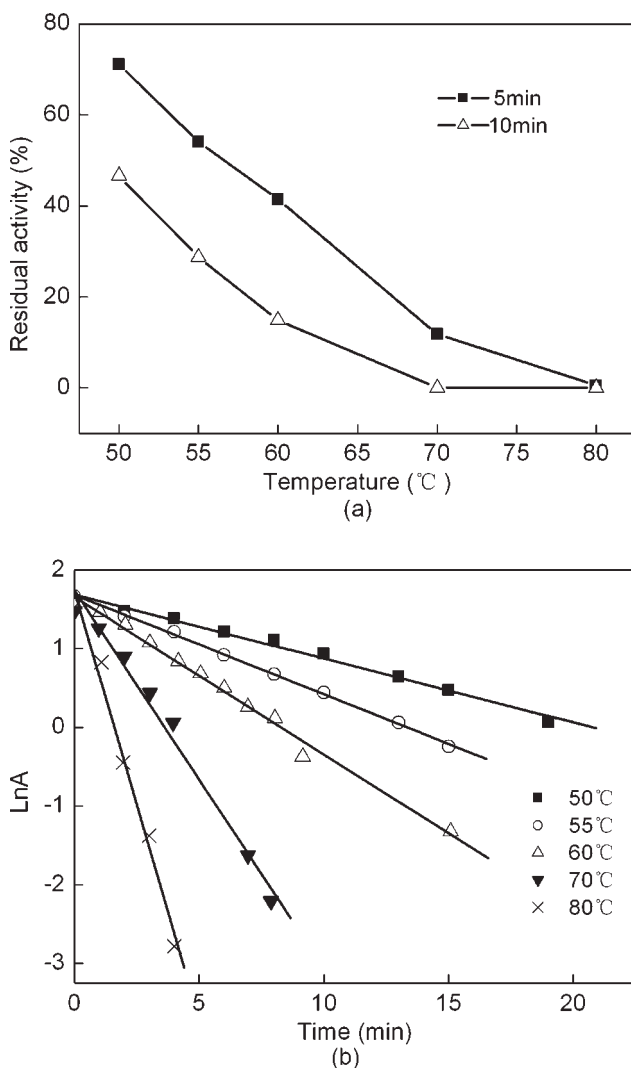 80
60
40
20
0
Residual activity (%)
5min
10min
50 55 60 65 70 75 80
Temperature (℃)
(a)
2
1
0
-1
-2
-3
LnA
50℃
55℃
60℃
70℃
80℃
0 5 10 15 20
Time (min)
(b)